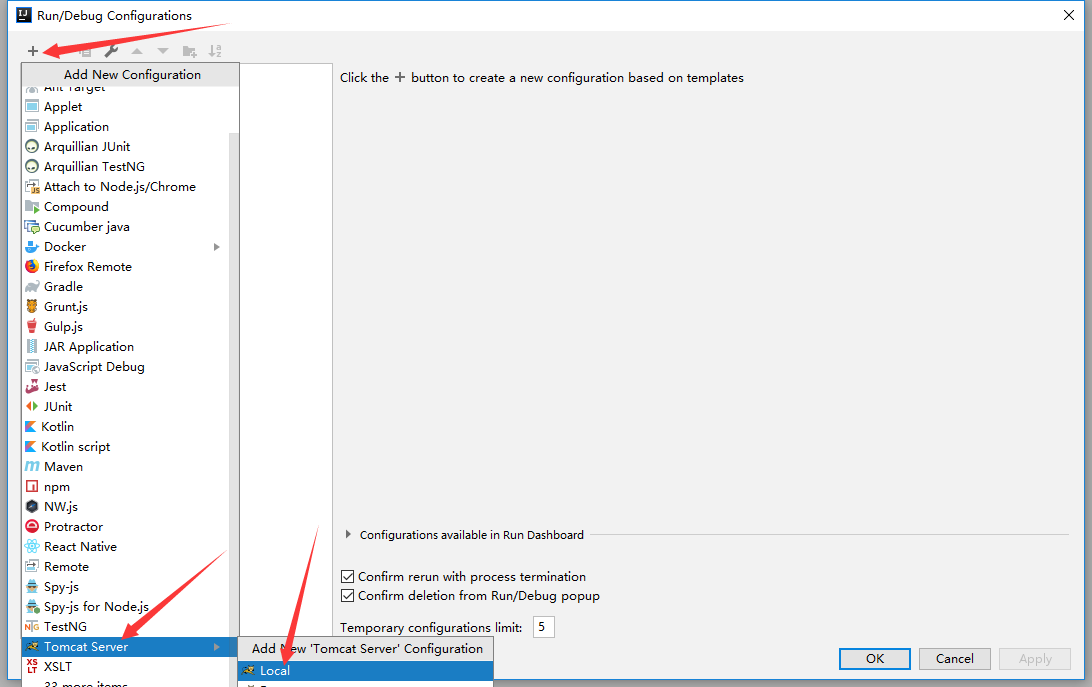 Run/Debug Configurations
Add New Configuration
Ant Target
Applet
Application
Arquillian JUnit
Arquillian TestNG
Attach to Node.js/Chrome
Compound
Cucumber java
Docker
Firefox Remote
Gradle
Grunt.js
Gulp.js
JAR Application
JavaScript Debug
Jest
JUnit
Kotlin
Kotlin script
Maven
npm
NW.js
Protractor
React Native
Remote
Spy-js
Spy-js for Node.js
TestNG
Tomcat Server
XSLT
33 more items
Click the + button to create a new configuration based on templates
Configurations available in Run Dashboard
Confirm rerun with process termination
Confirm deletion from Run/Debug popup
Temporary configurations limit: 5
Add New 'Tomcat Server' Configuration
Local
OK
Cancel
Apply